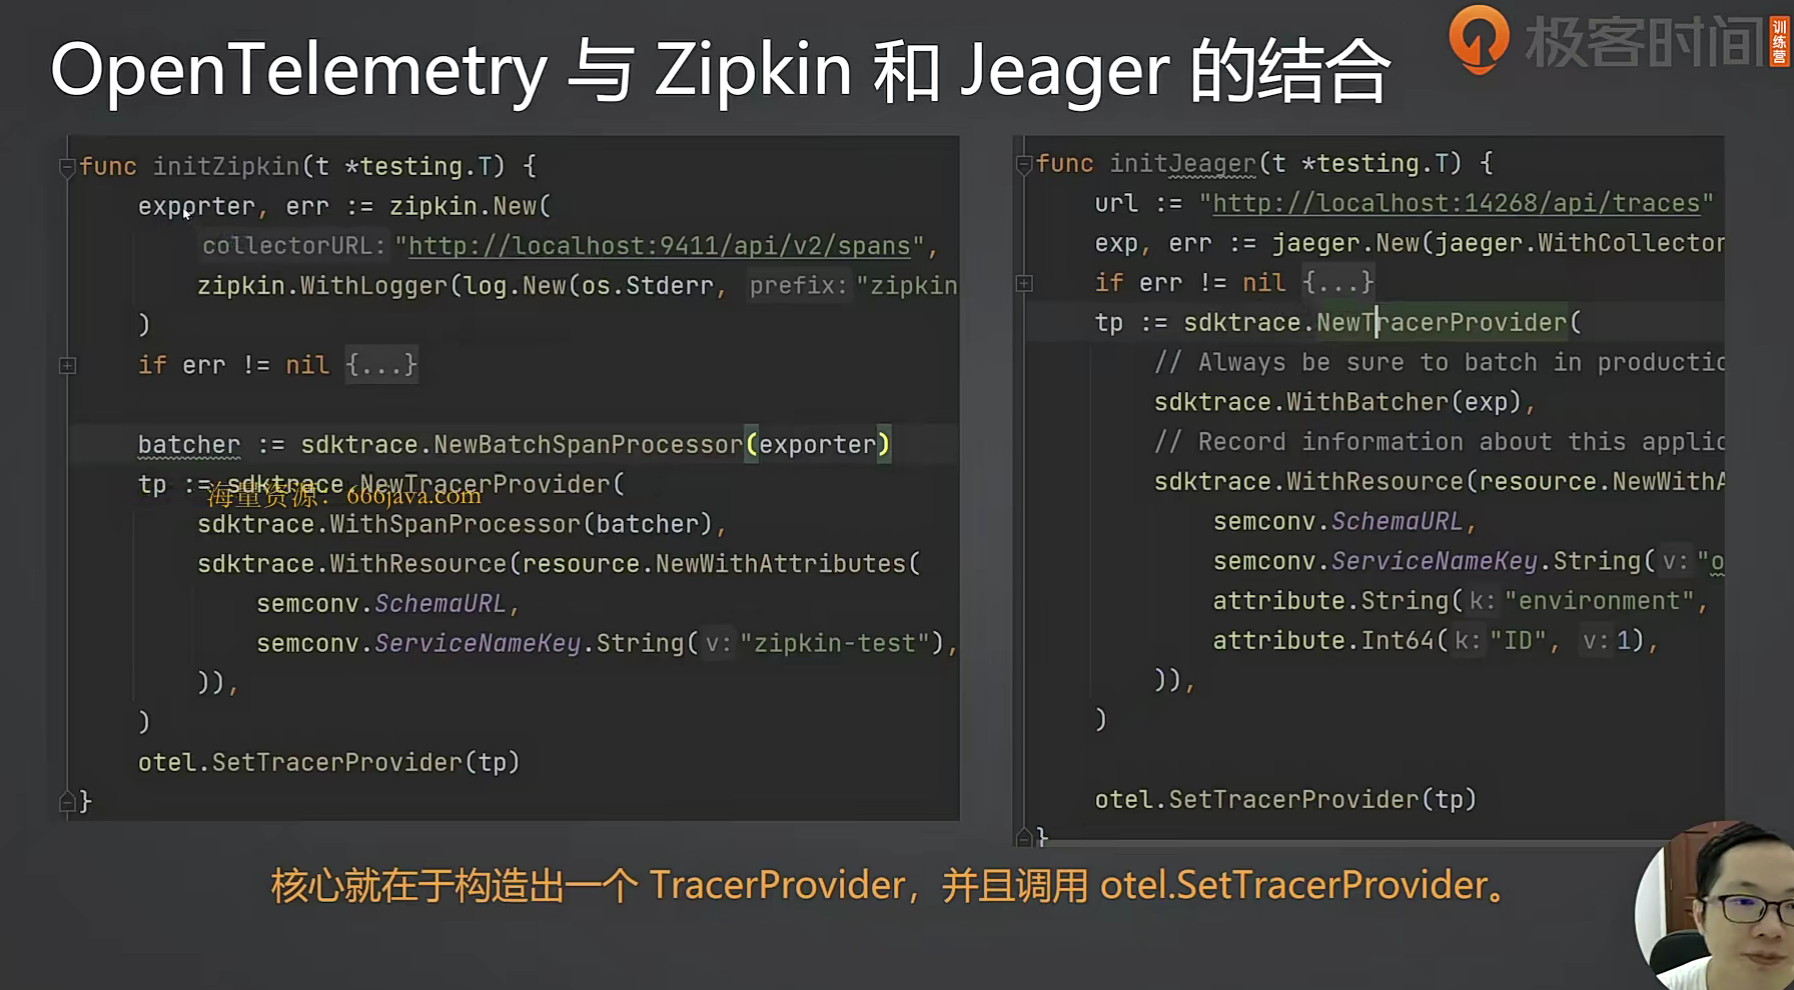 OpenTelemetry 与 Zipkin 和 Jeager 的结合
极客时间
训练营
func initZipkin(t *testing.T) {
exporter, err := zipkin.New(
collectorURL: "http://localhost:9411/api/v2/spans",
zipkin.WithLogger(log.New(os.Stderr, prefix: "zipkin
)
if err != nil {...}
batcher := sdktrace.NewBatchSpanProcessor(exporter)
tp := sdktrace.NewTracerProvider(
海量资源：666java.com
sdktrace.WithSpanProcessor(batcher),
sdktrace.WithResource(resource.NewWithAttributes(
semconv.SchemaURL,
semconv.ServiceNameKey.String( v: "zipkin-test"),
)),
)
otel.SetTracerProvider(tp)
}
func initJeager(t *testing.T) {
url := "http://localhost:14268/api/traces"
exp, err := jaeger.New(jaeger.WithCollector
if err != nil {...}
tp := sdktrace.NewTracerProvider(
// Always be sure to batch in productio
sdktrace.WithBatcher(exp),
// Record information about this applic
sdktrace.WithResource(resource.NewWithA
semconv.SchemaURL,
semconv.ServiceNameKey.String( v: "o
attribute.String( k: "environment",
attribute.Int64( k: "ID", v: 1),
)),
)
otel.SetTracerProvider(tp)
}
核心就在于构造出一个 TracerProvider，并且调用 otel.SetTracerProvider。